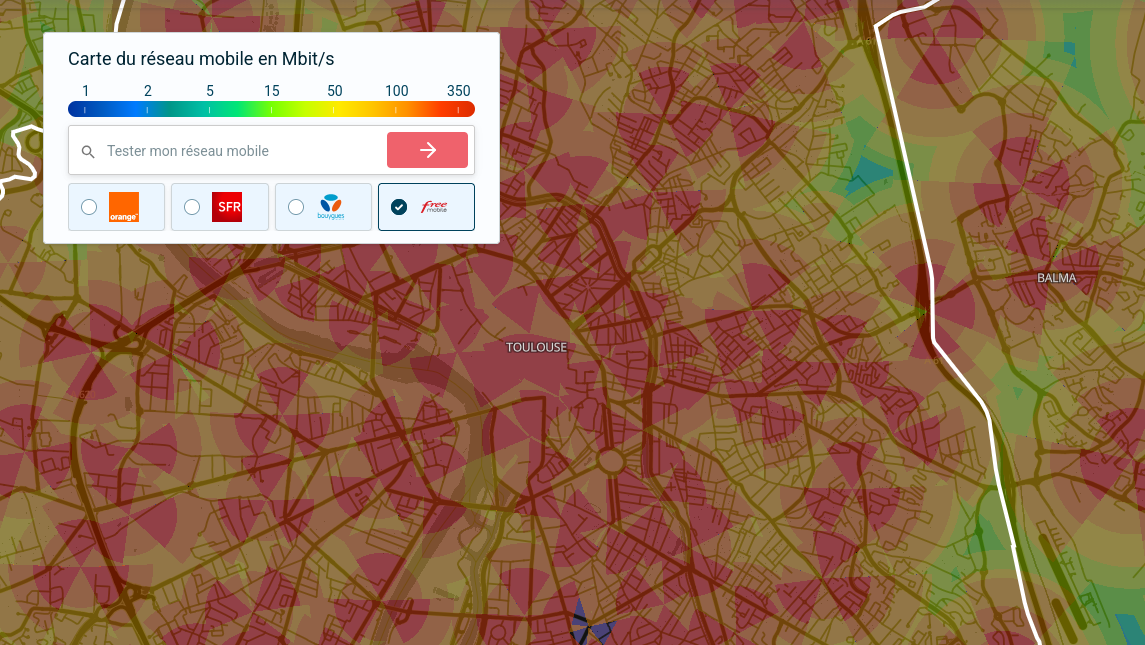 Carte du réseau mobile en Mbit/s
1 2 5 15 50 100 350
Tester mon réseau mobile
orange
SFR
bouygues
free
mobile
BALMA
TOULOUSE